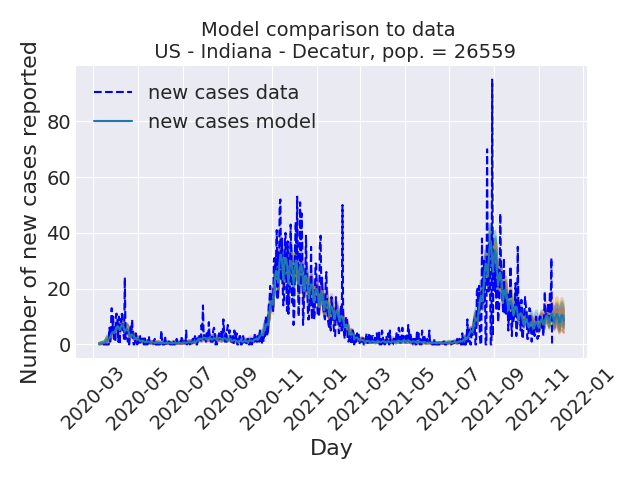 Model comparison to data
US - Indiana - Decatur, pop. = 26559
new cases data
new cases model
Number of new cases reported
80
60
40
20
0
2020-03
2020-05
2020-07
2020-09
2020-11
2021-01
2021-03
2021-05
2021-07
2021-09
2021-11
2022-01
Day